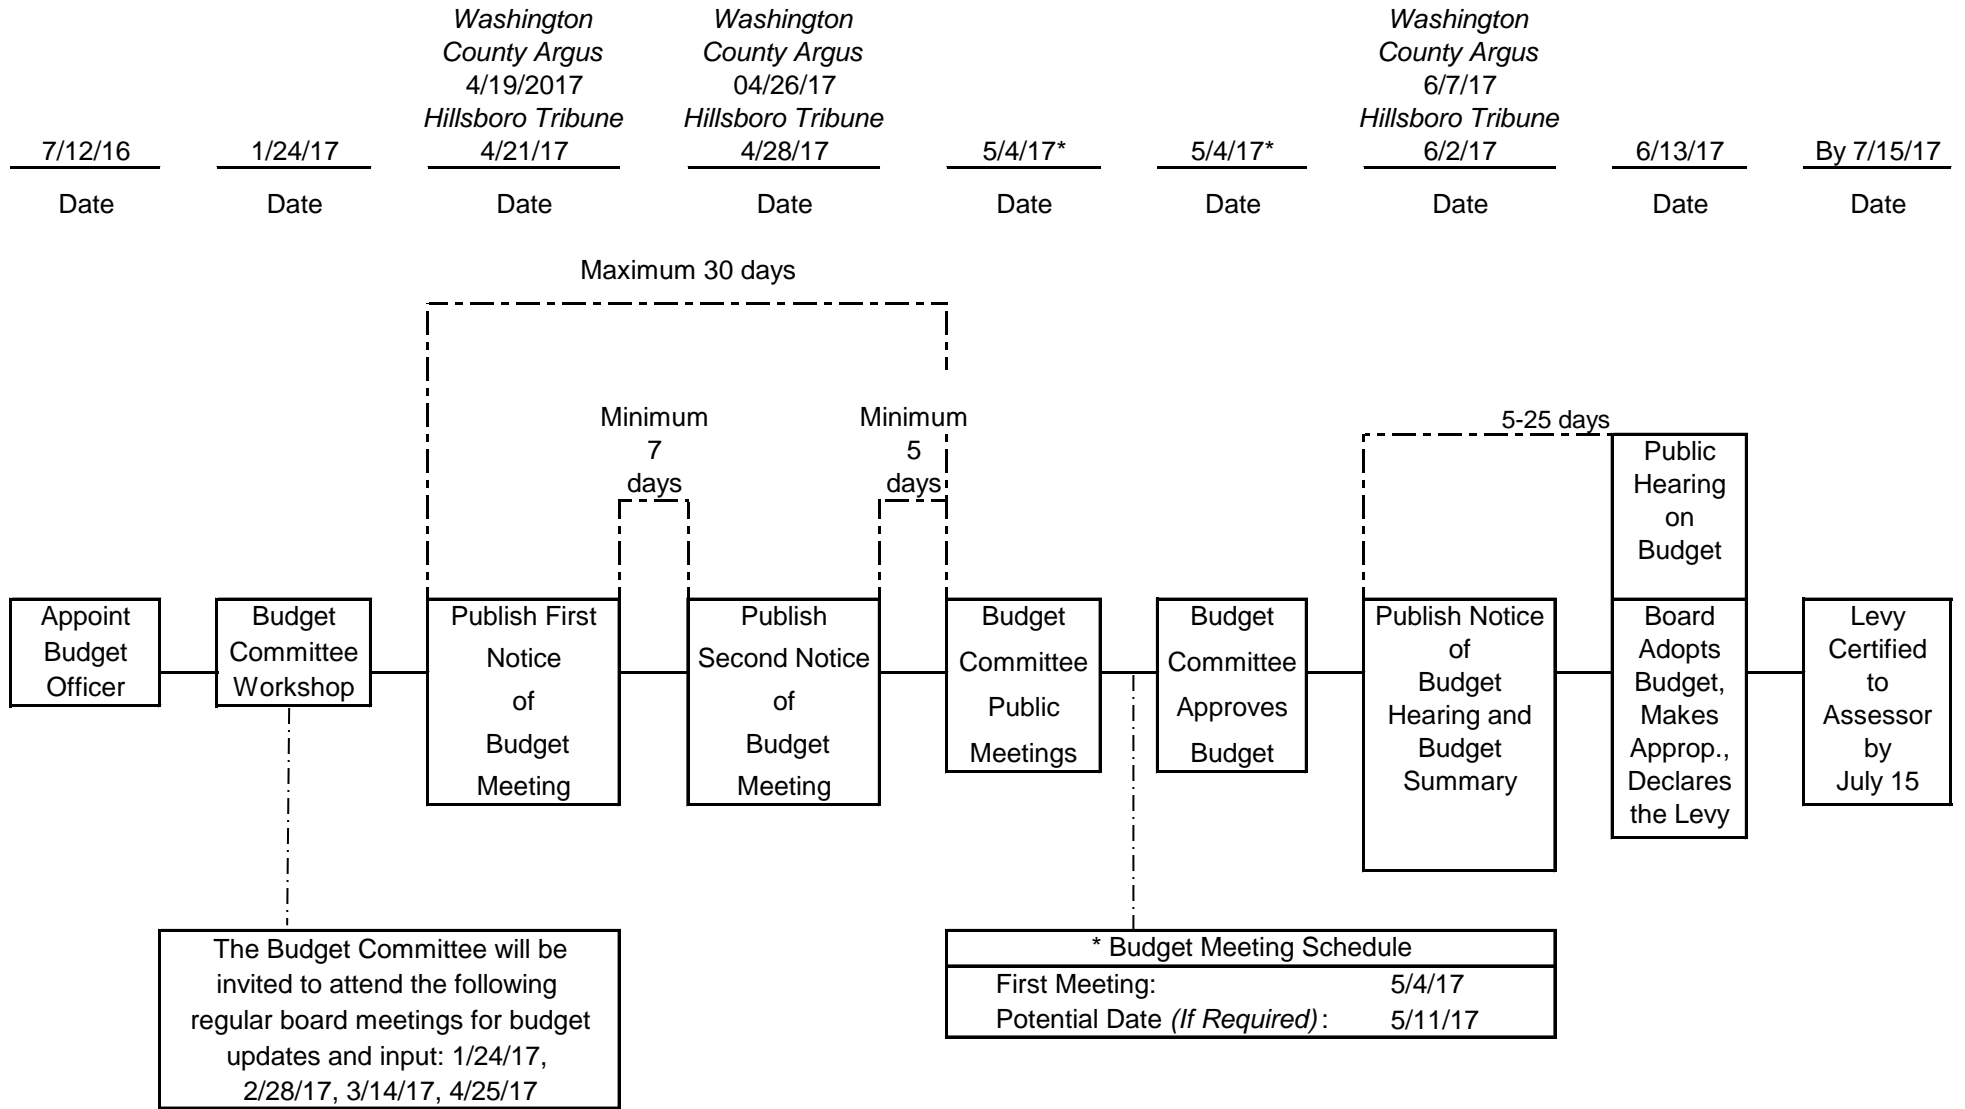 Washington
County Argus
4/19/2017
Hillsboro Tribune
4/21/17
Washington
County Argus
04/26/17
Hillsboro Tribune
4/28/17
Washington
County Argus
6/7/17
Hillsboro Tribune
6/2/17
7/12/16
1/24/17
5/4/17*
5/4/17*
6/13/17
By 7/15/17
Date
Date
Date
Date
Date
Date
Date
Date
Date
Maximum 30 days
Minimum
7
days
Minimum
5
days
5-25 days
Public
Hearing
on
Budget
Appoint
Budget
Officer
Budget
Committee
Workshop
Publish First
Notice
of
Budget
Meeting
Publish
Second Notice
of
Budget
Meeting
Budget
Committee
Public
Meetings
Budget
Committee
Approves
Budget
Publish Notice
of
Budget
Hearing and
Budget
Summary
Board
Adopts
Budget,
Makes
Approp.,
Declares
the Levy
Levy
Certified
to
Assessor
by
July 15
The Budget Committee will be
invited to attend the following
regular board meetings for budget
updates and input: 1/24/17,
2/28/17, 3/14/17, 4/25/17
* Budget Meeting Schedule
First Meeting: 5/4/17
Potential Date (If Required): 5/11/17